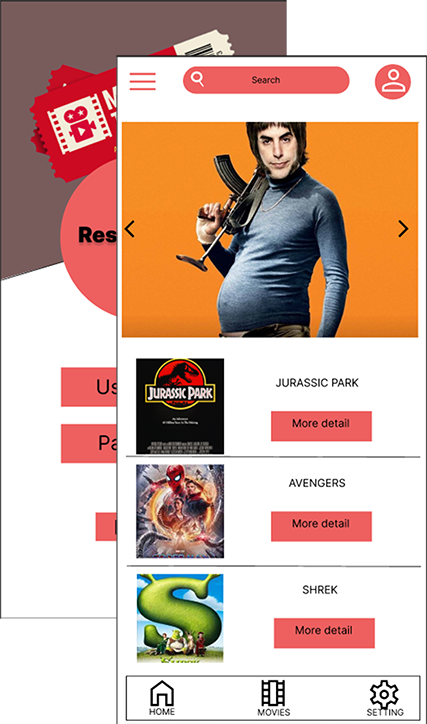 M
Search
Res
Us
Pa
JURASSIC PARK
JURASSIC PARK
More detail
AVENGERS
More detail
SHREK
More detail
HOME
MOVIES
SETTING